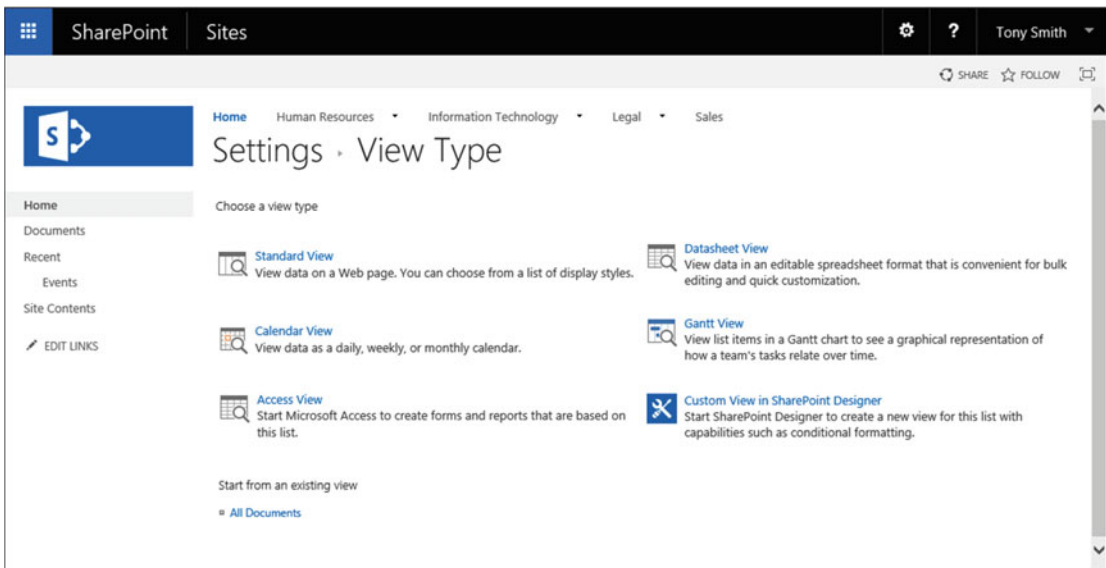 SharePoint Sites ? Tony Smith
SHARE FOLLOW
S
Home Human Resources Information Technology Legal Sales
Settings View Type
Home
Documents
Recent
Events
Site Contents
EDIT LINKS
Choose a view type
Standard View
View data on a Web page. You can choose from a list of display styles.
Datasheet View
View data in an editable spreadsheet format that is convenient for bulk
editing and quick customization.
Calendar View
View data as a daily, weekly, or monthly calendar.
Gantt View
View list items in a Gantt chart to see a graphical representation of
how a team's tasks relate over time.
Access View
Start Microsoft Access to create forms and reports that are based on
this list.
Custom View in SharePoint Designer
Start SharePoint Designer to create a new view for this list with
capabilities such as conditional formatting.
Start from an existing view
All Documents